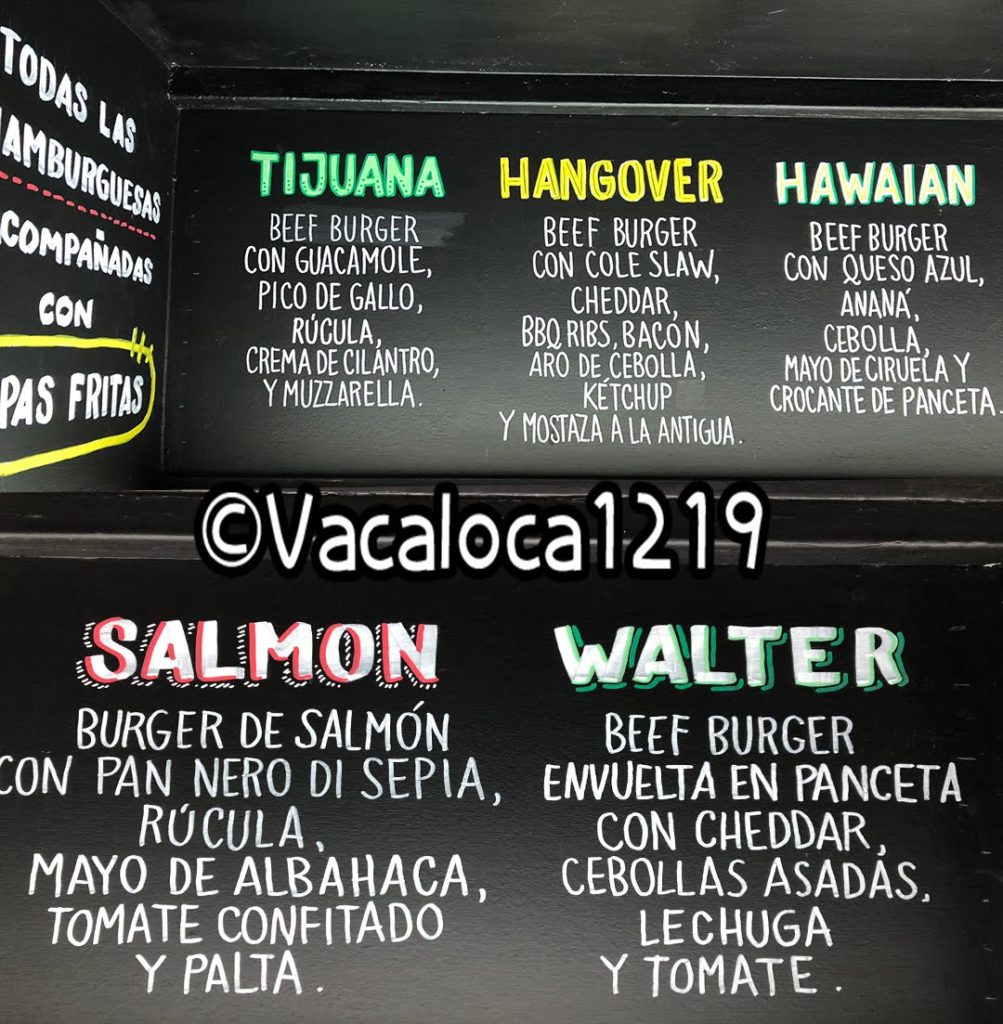 TODAS LAS
HAMBURGUESAS
ACOMPAÑADAS
CON
PAS FRITAS
TIJUANA
BEEF BURGER
CON GUACAMOLE,
PICO DE GALLO,
RÚCULA,
CREMA DE CILANTRO,
Y MUZZARELLA.
HANGOVER
BEEF BURGER
CON COLE SLAW,
CHEDDAR,
BBQ RIBS, BACON,
ARO DE CEBOLLA,
KÉTCHUP
Y MOSTAZA A LA ANTIGUA.
HAWAIAN
BEEF BURGER
CON QUESO AZUL,
ANANÁ,
CEBOLLA,
MAYO DE CIRUELA Y
CROCANTE DE PANCETA
©Vacaloca1219
SALMON
BURGER DE SALMÓN
CON PAN NERO DI SEPIA,
RÚCULA,
MAYO DE ALBAHACA,
TOMATE CONFITADO
Y PALTA.
WALTER
BEEF BURGER
ENVUELTA EN PANCETA
CON CHEDDAR,
CEBOLLAS ASADAS,
LECHUGA
Y TOMATE.